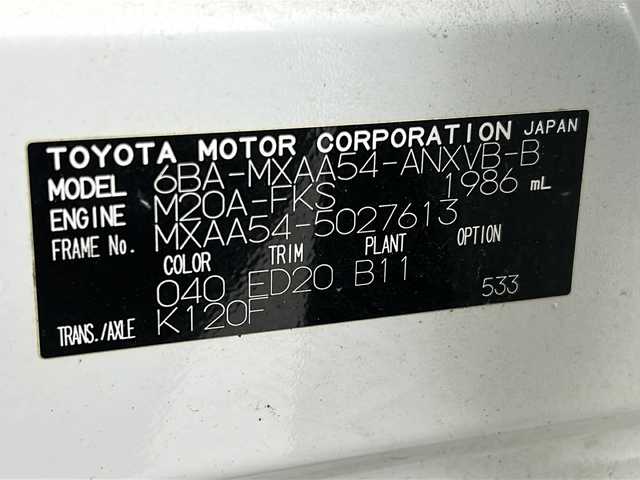 TOYOTA MOTOR CORPORATION JAPAN
MODEL 6BA-MXAA54-ANXVB-B
ENGINE M20A-FKS 1986 mL
FRAME No. MXAA54-5027613
COLOR TRIM PLANT OPTION
040 ED20 B11 533
TRANS./AXLE K120F